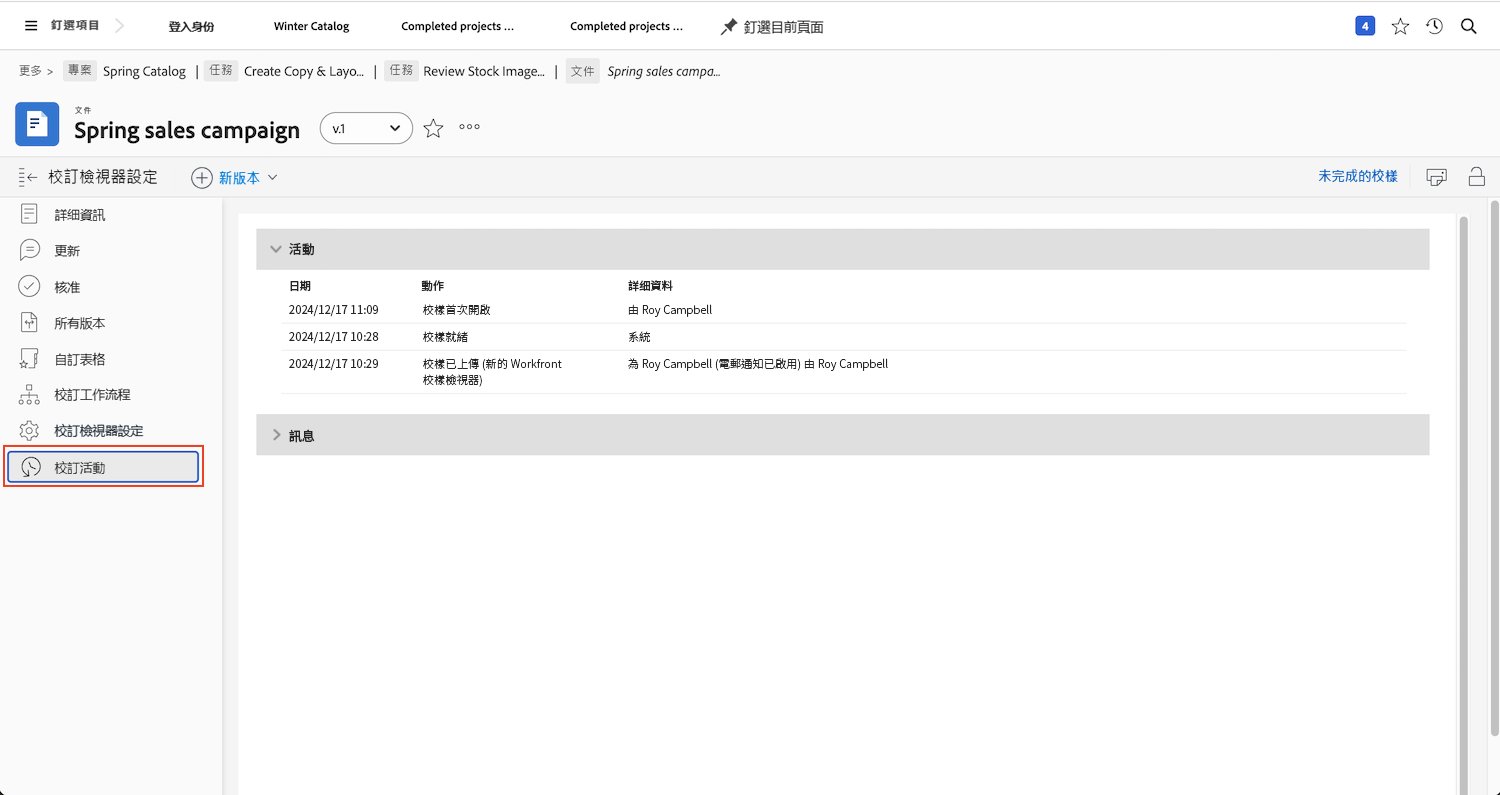 釘選項目
登入身份
Winter Catalog
Completed projects ...
Completed projects ...
釘選目前頁面
4
更多 > 專案 Spring Catalog | 任務 Create Copy & Layo... | 任務 Review Stock Image... | 文件 Spring sales campa...
文件
Spring sales campaign
v.1
校訂檢視器設定
新版本
未完成的校樣
詳細資訊
更新
核准
所有版本
自訂表格
校訂工作流程
校訂檢視器設定
校訂活動
活動
日期 動作 詳細資料
2024/12/17 11:09 校樣首次開啟 由 Roy Campbell
2024/12/17 10:28 校樣就緒 系統
2024/12/17 10:29 校樣已上傳 (新的 Workfront 為 Roy Campbell (電郵通知已啟用) 由 Roy Campbell
校樣檢視器)
訊息